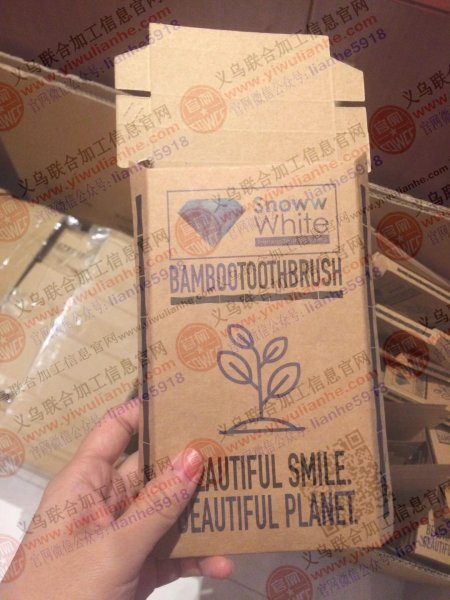 Snow'W
White
BAMBOOTOOTHBRUSH
BEAUTIFUL SMILE.
BEAUTIFUL PLANET.
义乌联合加工信息官网
www.yiwulianhe.com
官网微信公众号:lianhe5918